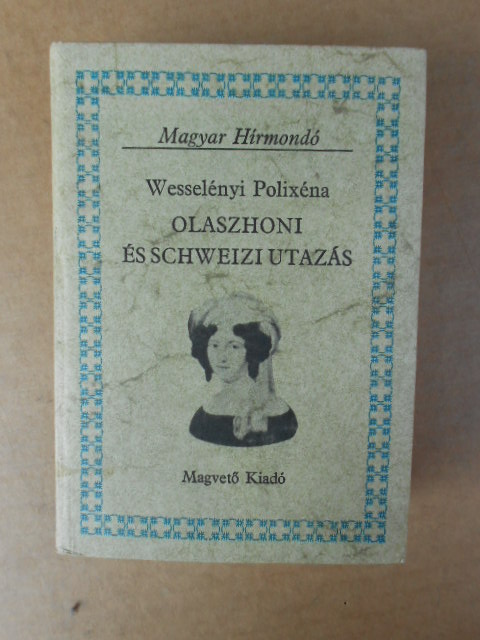 Magyar Hírmondó
Wesselényi Polixéna
OLASZHONI
ÉS SCHWEIZI UTAZÁS
Magvető Kiadó